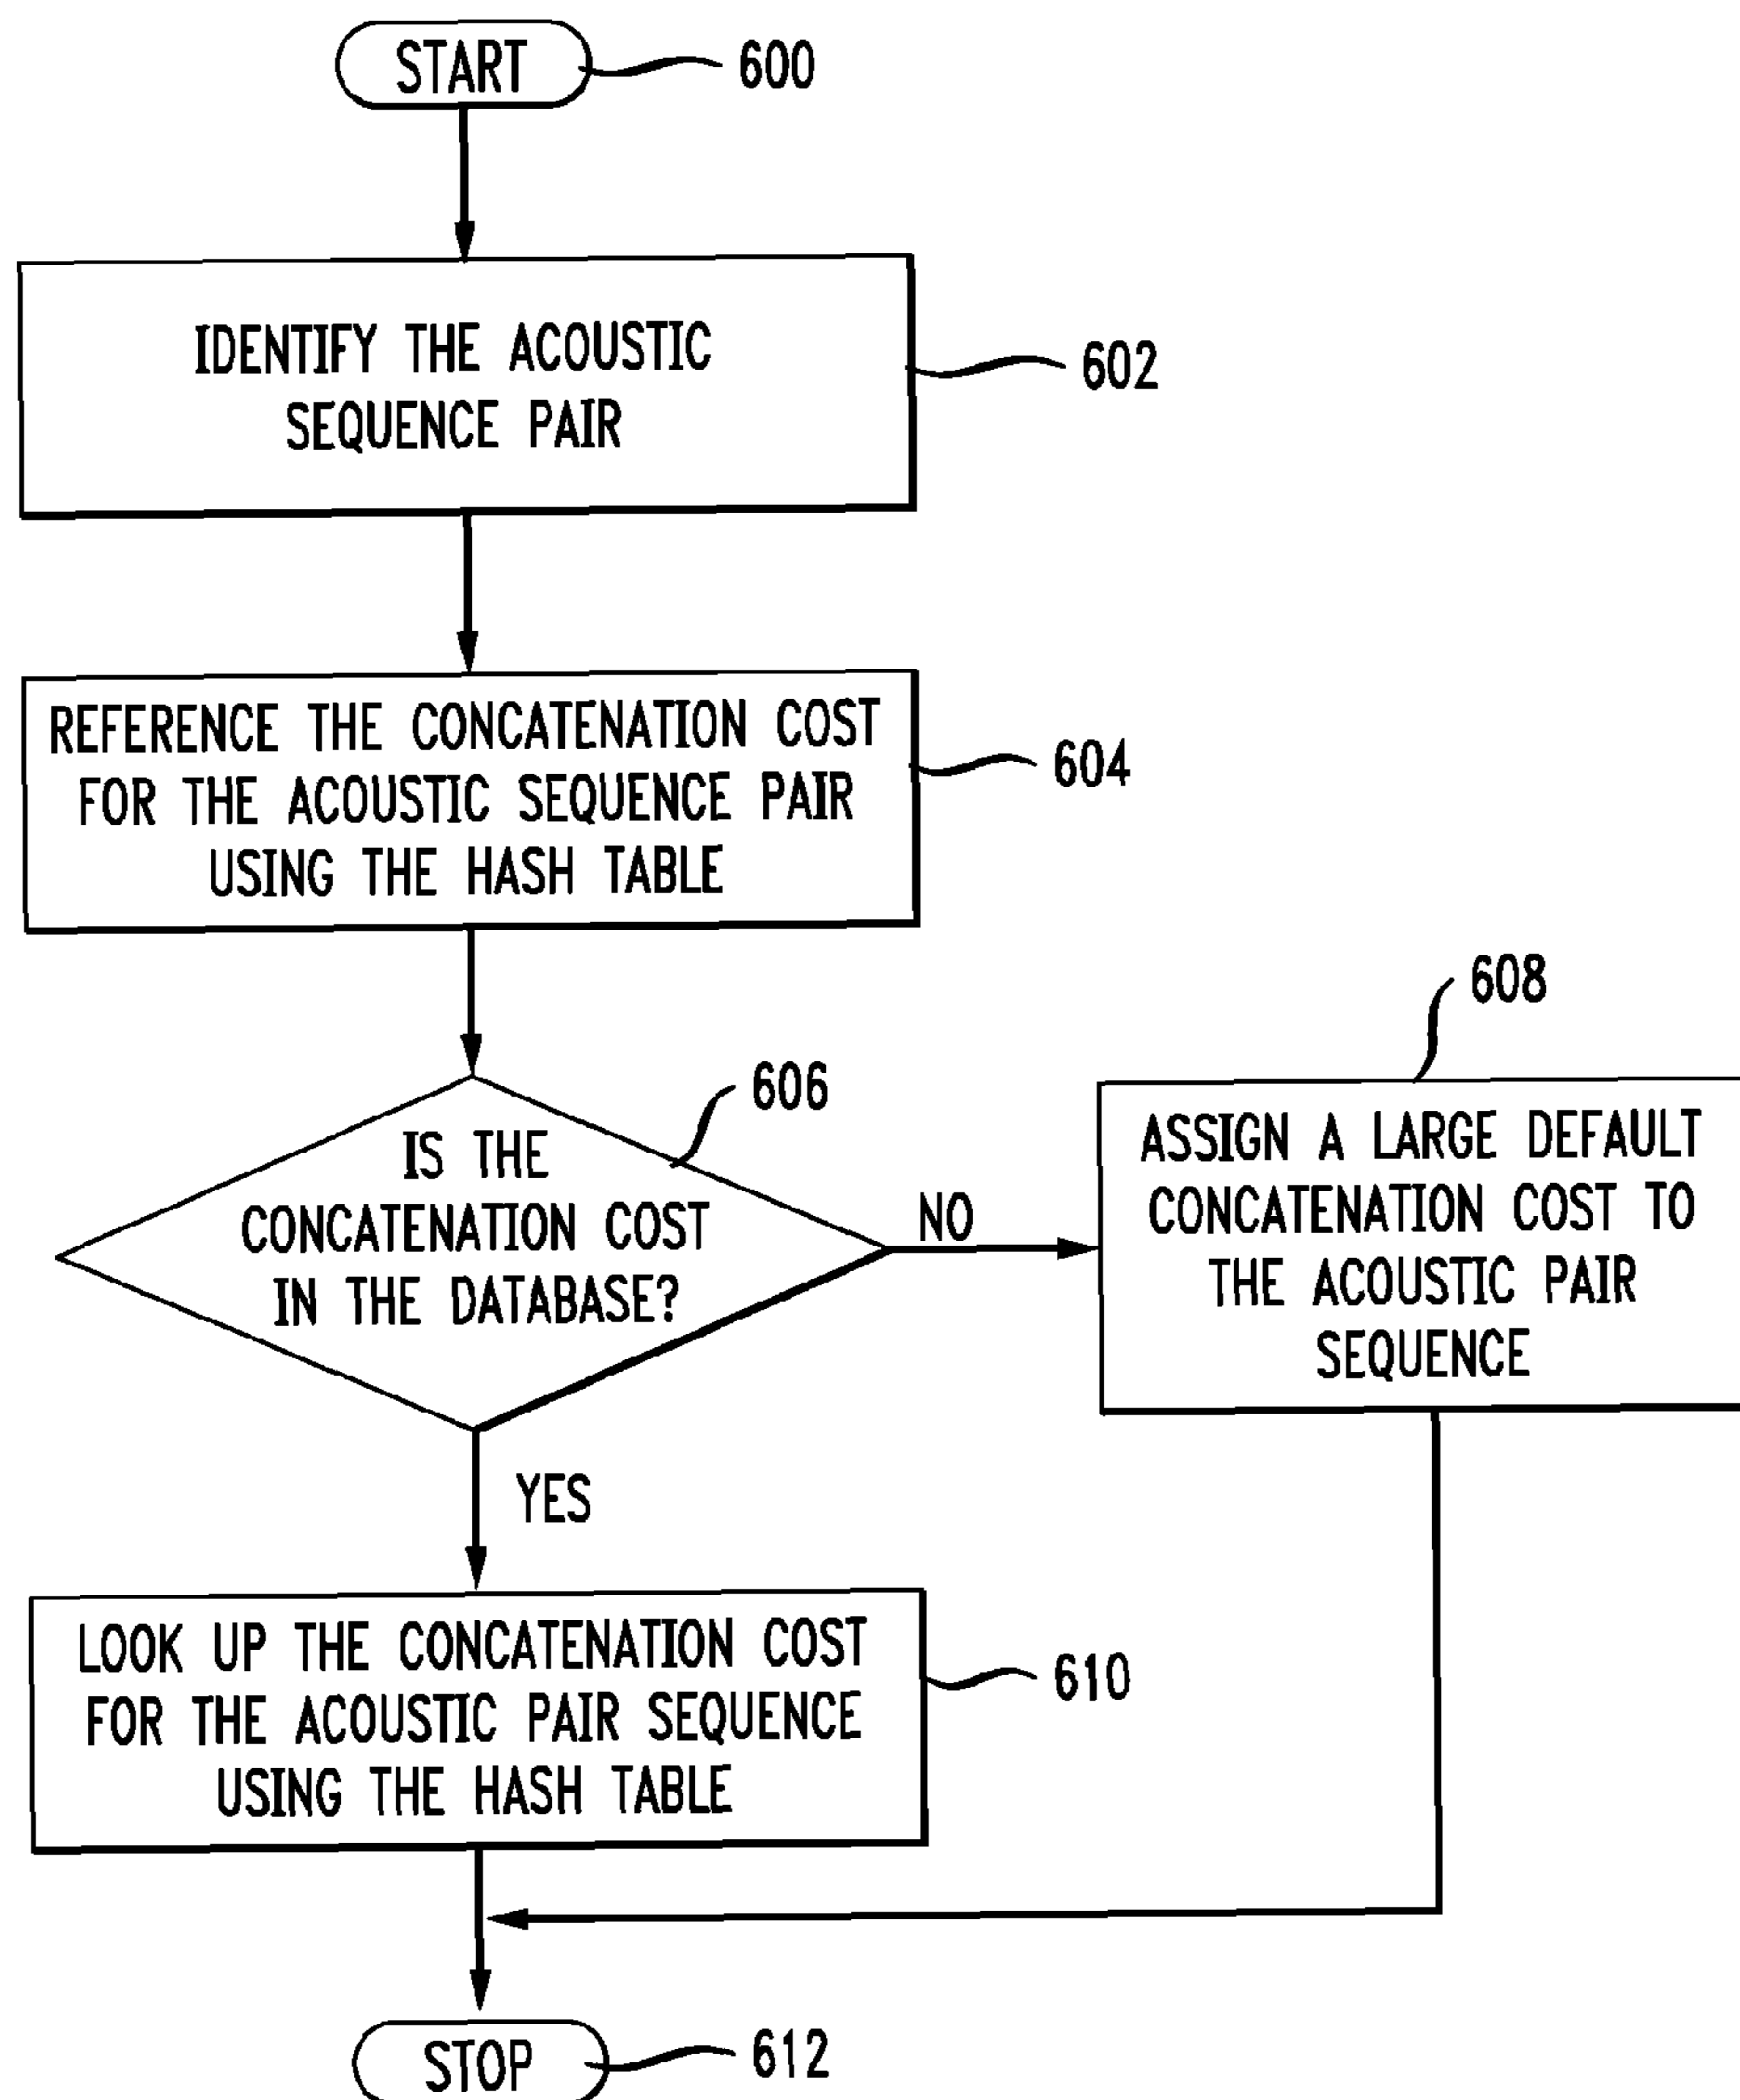 START
600
IDENTIFY THE ACOUSTIC
SEQUENCE PAIR
602
REFERENCE THE CONCATENATION COST
FOR THE ACOUSTIC SEQUENCE PAIR
USING THE HASH TABLE
604
IS THE
CONCATENATION COST
IN THE DATABASE?
606
NO
608
ASSIGN A LARGE DEFAULT
CONCATENATION COST TO
THE ACOUSTIC PAIR
SEQUENCE
YES
LOOK UP THE CONCATENATION COST
FOR THE ACOUSTIC PAIR SEQUENCE
USING THE HASH TABLE
610
STOP
612